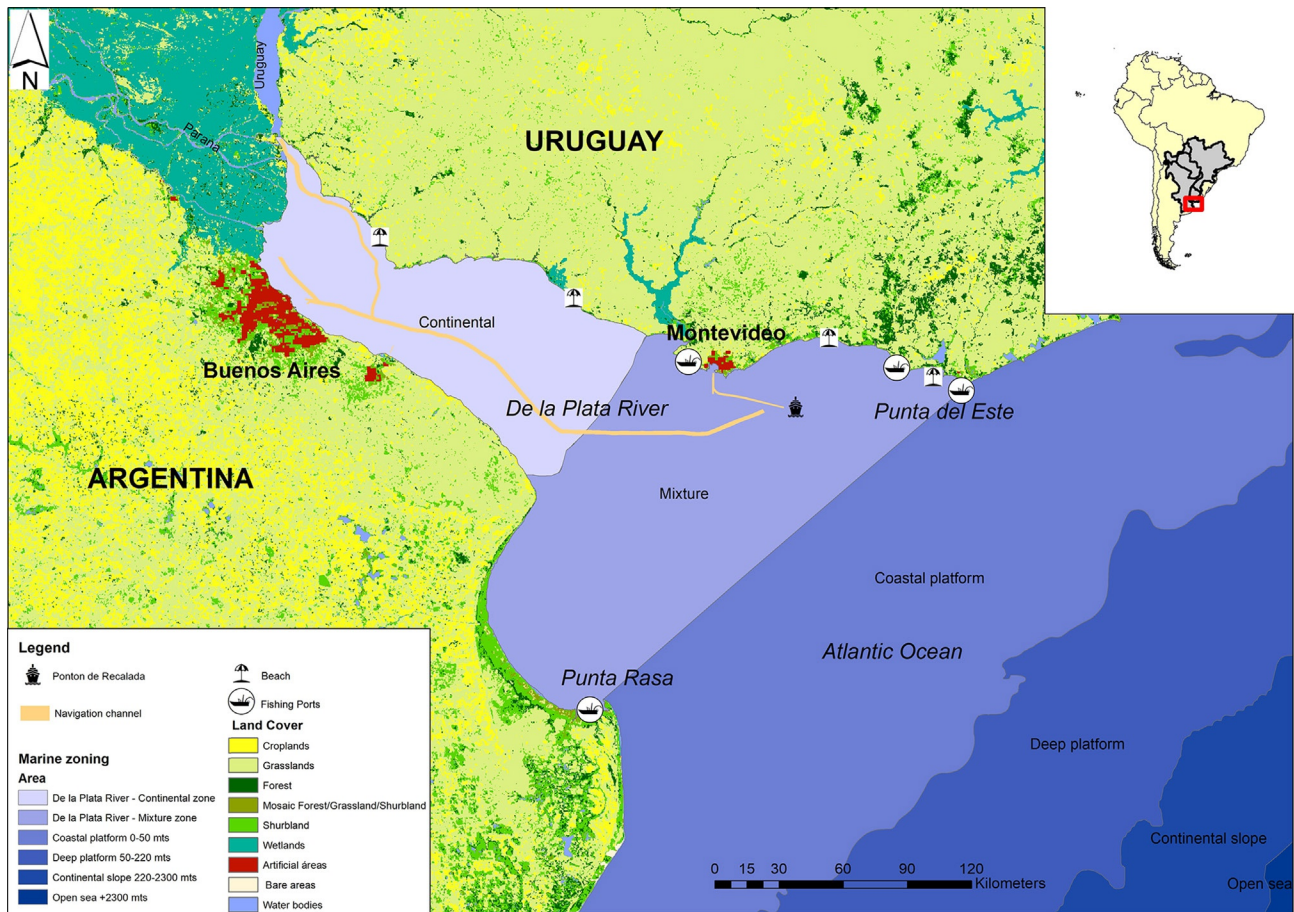 N
Uruguay
Parana
URUGUAY
Continental
Montevideo
Buenos Aires
De la Plata River
Punta del Este
ARGENTINA
Mixture
Coastal platform
Atlantic Ocean
Punta Rasa
Deep platform
Continental slope
Open sea
0 15 30 60 90 120
Kilometers
Legend
Ponton de Recalada
Navigation channel
Marine zoning
Area
De la Plata River - Continental zone
De la Plata River - Mixture zone
Coastal platform 0-50 mts
Deep platform 50-220 mts
Continental slope 220-2300 mts
Open sea +2300 mts
Beach
Fishing Ports
Land Cover
Croplands
Grasslands
Forest
Mosaic Forest/Grassland/Shurbland
Shurbland
Wetlands
Artificial áreas
Bare areas
Water bodies